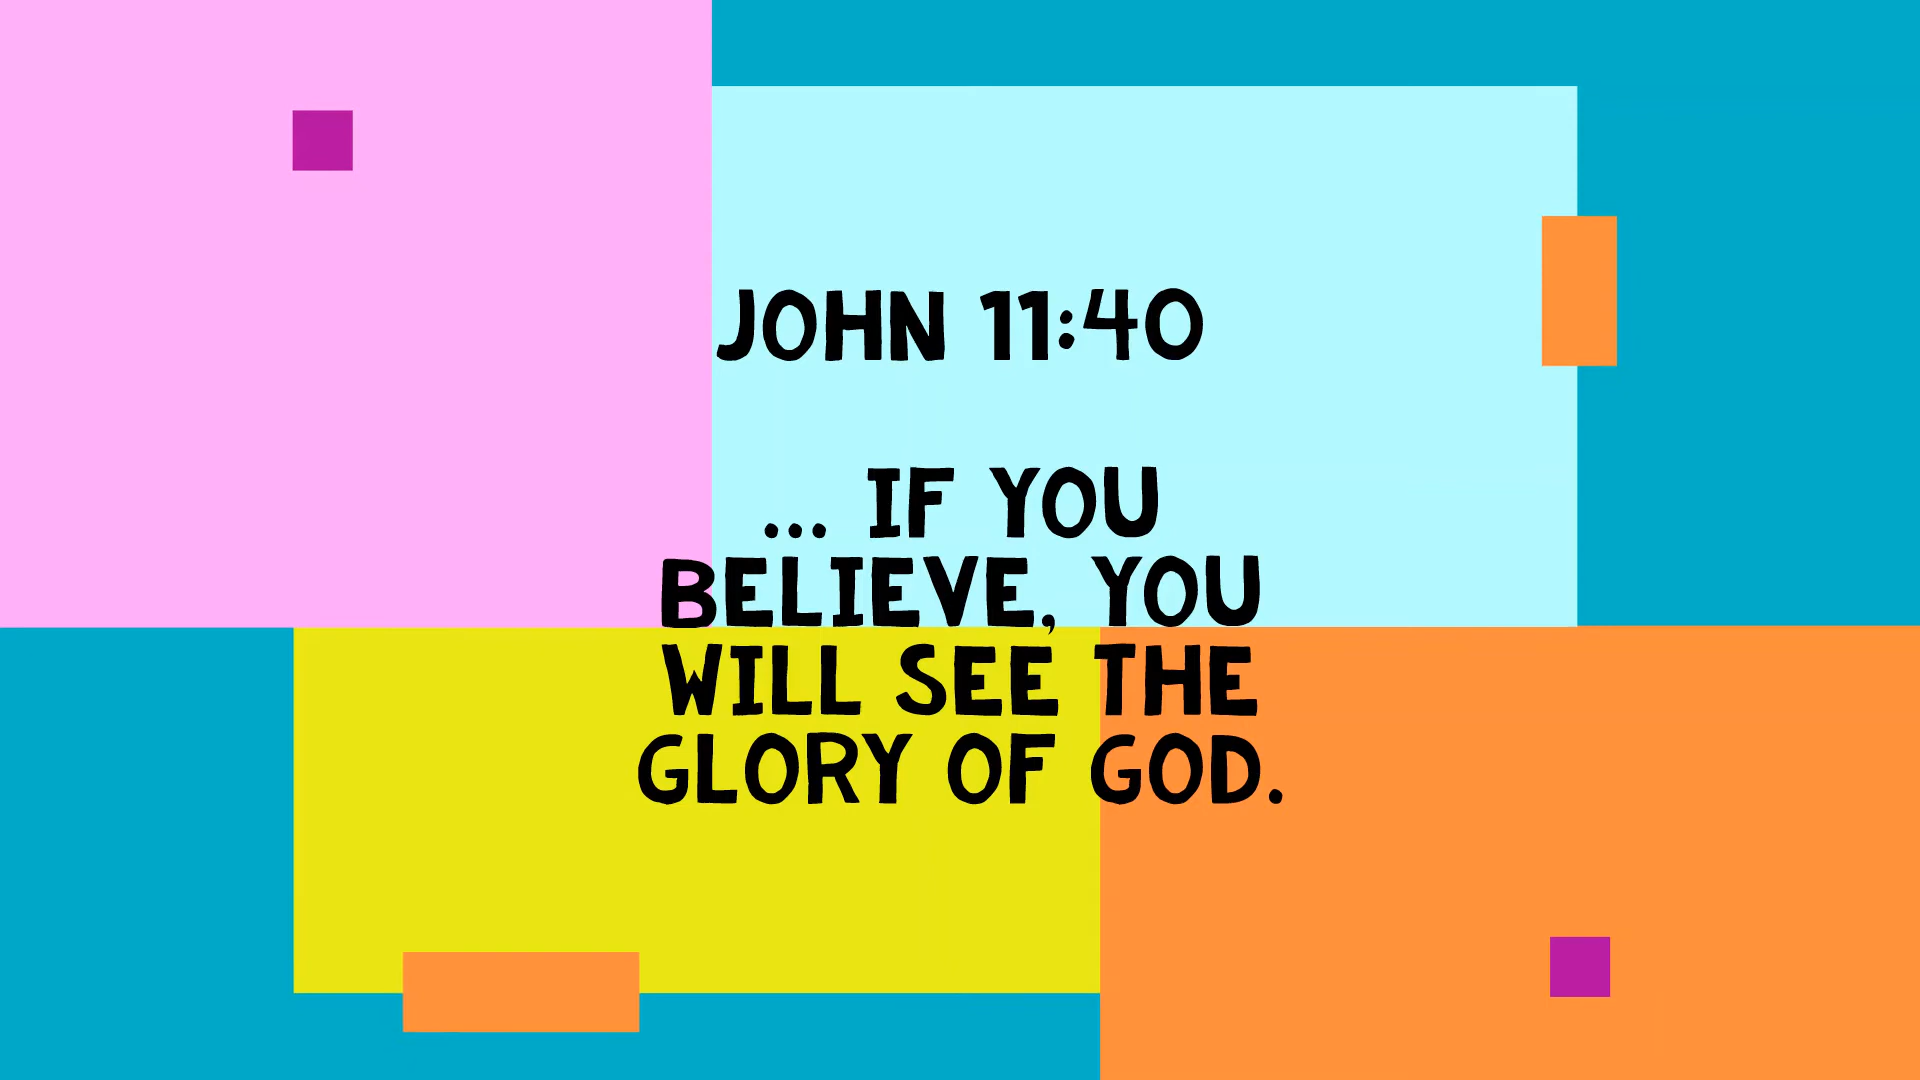 JOHN 11:40
... IF YOU
BELIEVE, YOU
WILL SEE THE
GLORY OF GOD.